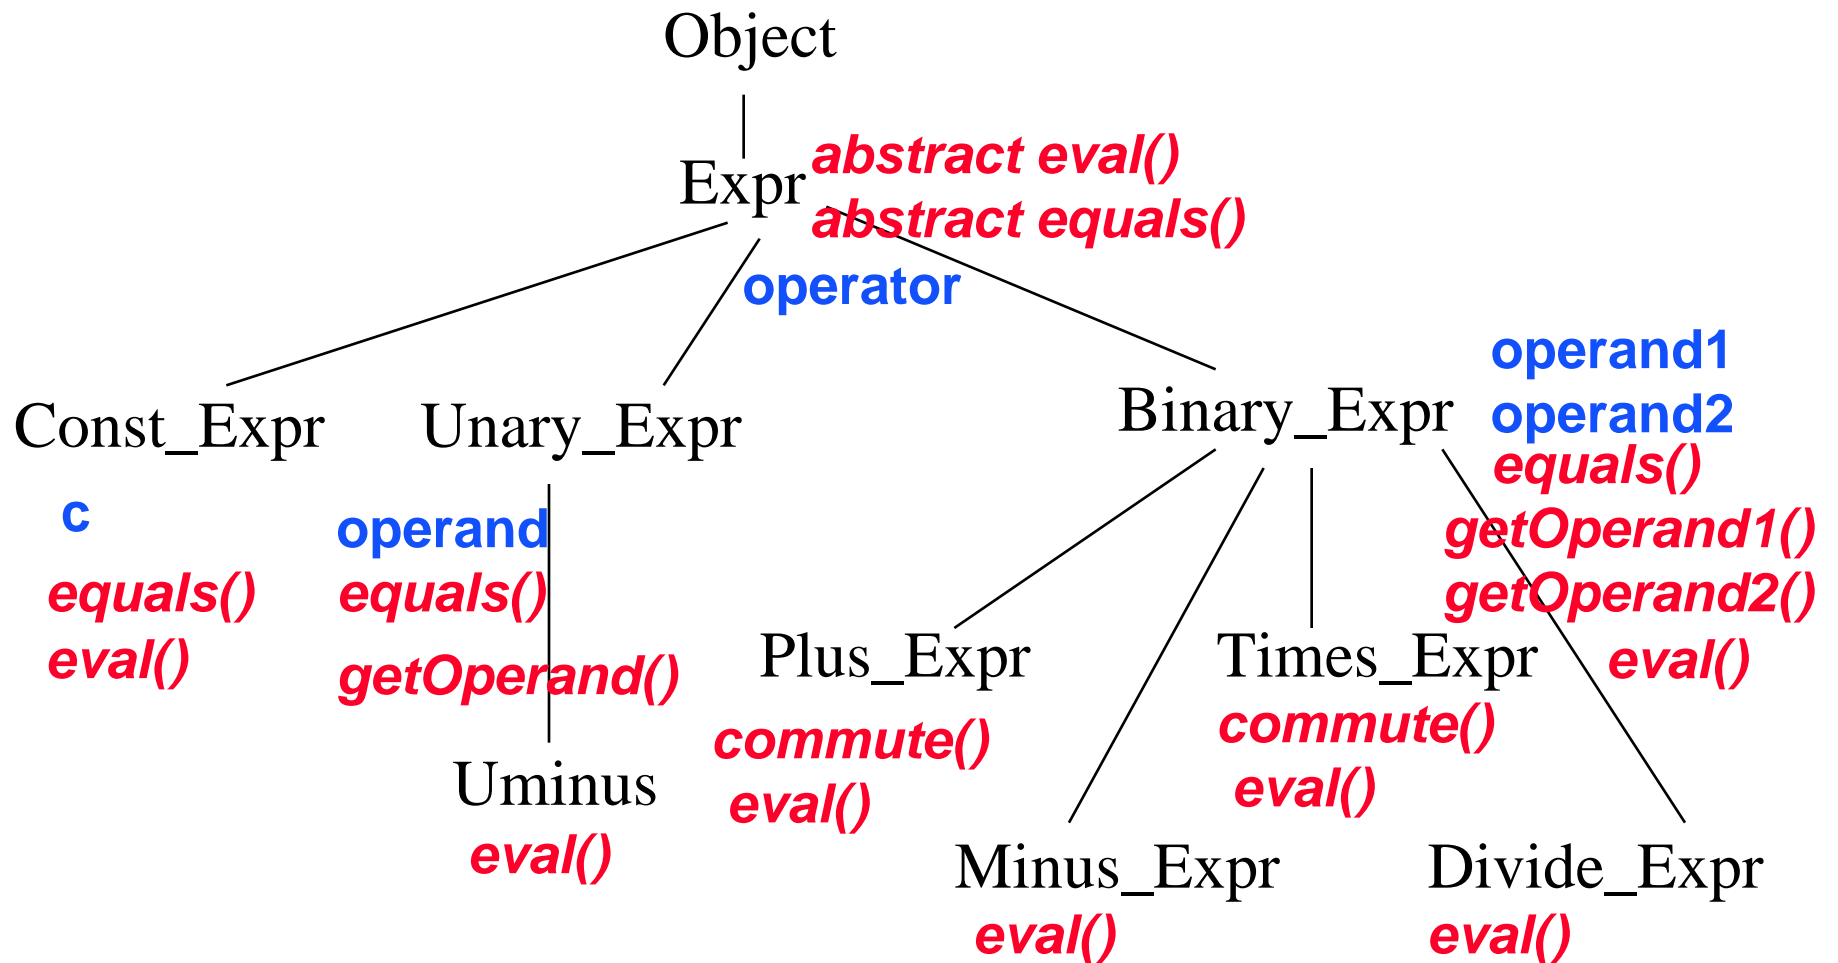 Object
Expr
abstract eval()
abstract equals()
operator
Const_Expr
c
equals()
eval()
Unary_Expr
operand
equals()
getOperand()
Uminus
eval()
Binary_Expr
operand1
operand2
equals()
getOperand1()
getOperand2()
eval()
Plus_Expr
commute()
eval()
Times_Expr
commute()
eval()
Minus_Expr
eval()
Divide_Expr
eval()